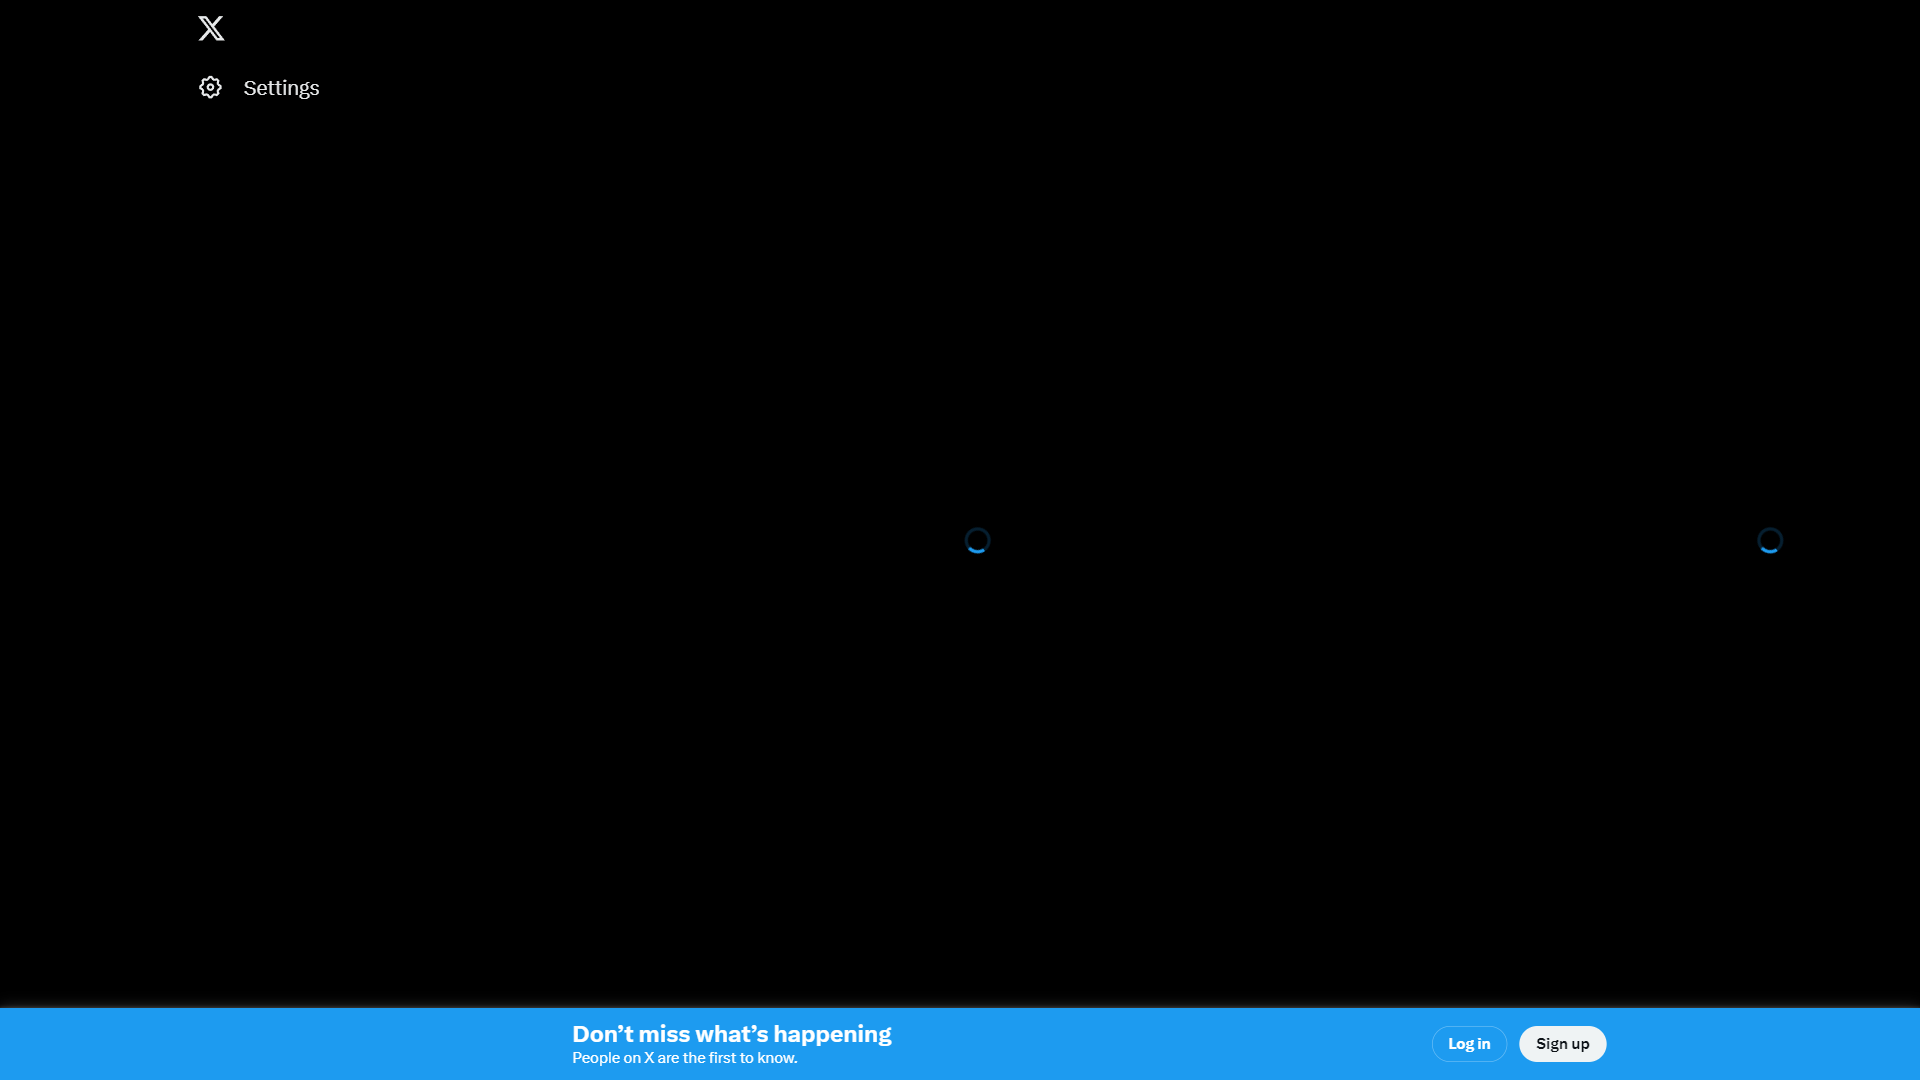 Settings
Don’t miss what’s happening
People on X are the first to know.
Log in
Sign up